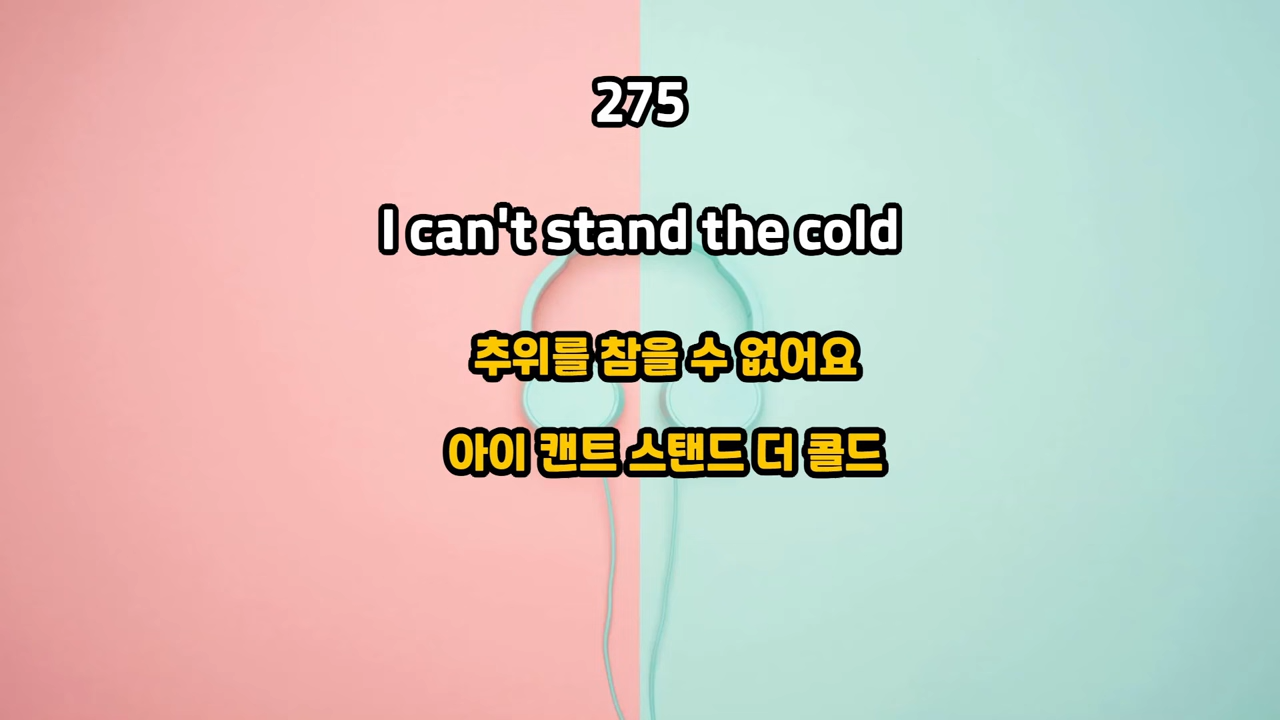 275
I can't stand the cold
추위를 참을 수 없어요
아이 캔트 스탠드 더 콜드